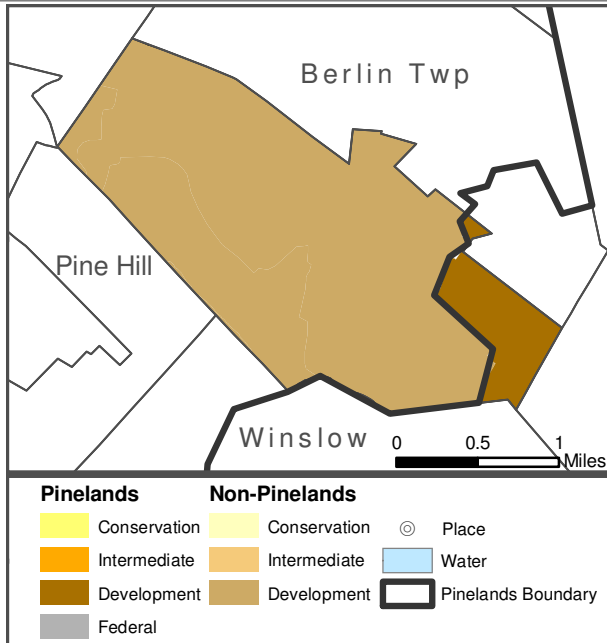 Berlin Twp
Pine Hill
Winslow
0 0.5 1
Miles
Pinelands Non-Pinelands
Conservation Conservation Place
Intermediate Intermediate Water
Development Development Pinelands Boundary
Federal